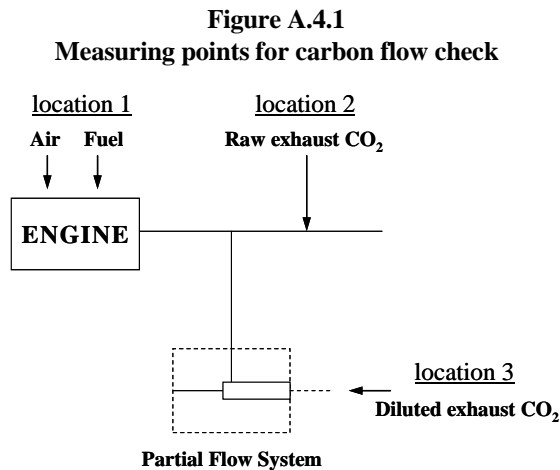 Figure A.4.1
Measuring points for carbon flow check
location 1
location 2
Air Fuel
Raw exhaust CO₂
ENGINE
location 3
Diluted exhaust CO₂
Partial Flow System